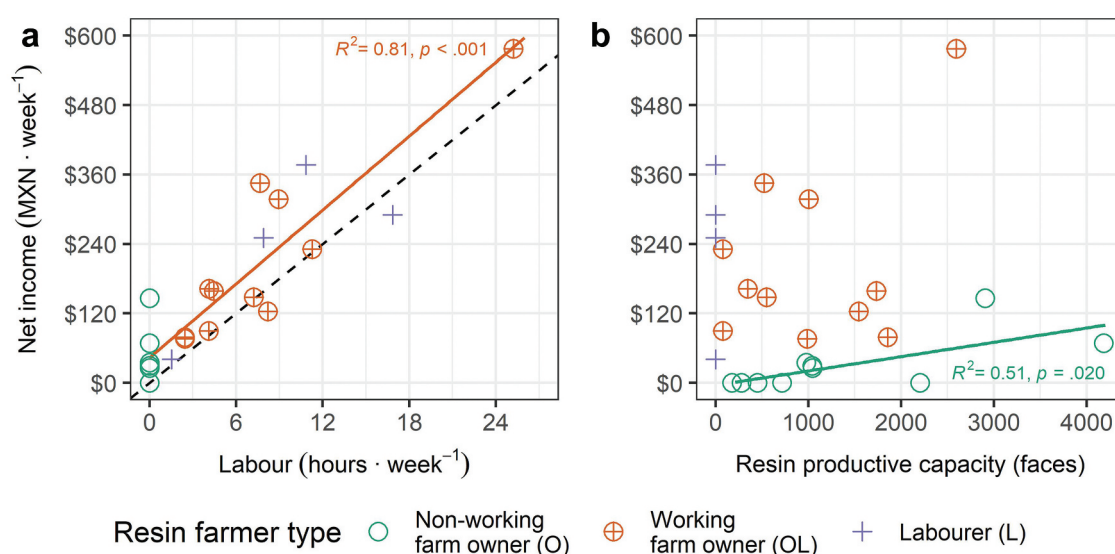 a
b
Net income (MXN · week⁻¹)
$600
$480
$360
$240
$120
$0
R² = 0.81, p < .001
0
6
12
18
24
Labour (hours · week⁻¹)
$600
$480
$360
$240
$120
$0
R² = 0.51, p = .020
0
1000
2000
3000
4000
Resin productive capacity (faces)
Resin farmer type
Non-working
farm owner (O)
Working
farm owner (OL)
Labourer (L)